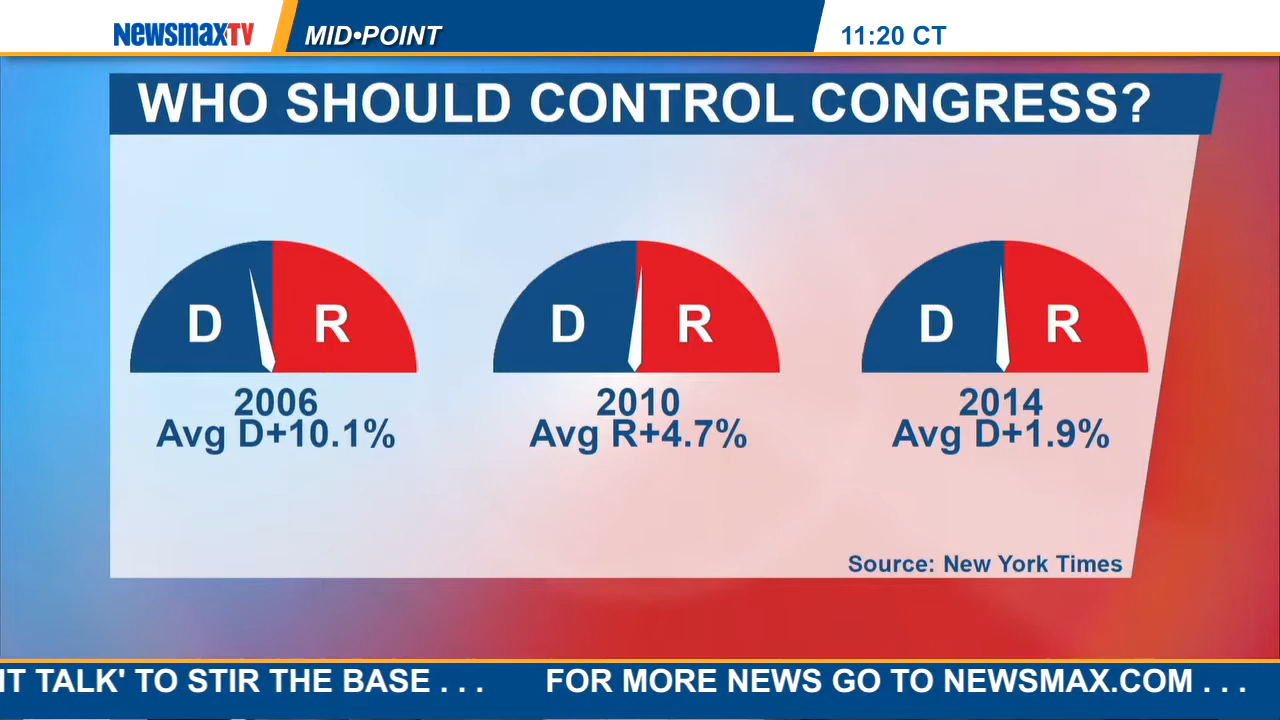 NewsmaxTV
MID•POINT
11:20 CT
WHO SHOULD CONTROL CONGRESS?
D R
2006
Avg D+10.1%
D R
2010
Avg R+4.7%
D R
2014
Avg D+1.9%
Source: New York Times
TALK' TO STIR THE BASE . . . FOR MORE NEWS GO TO NEWSMAX.COM . . .